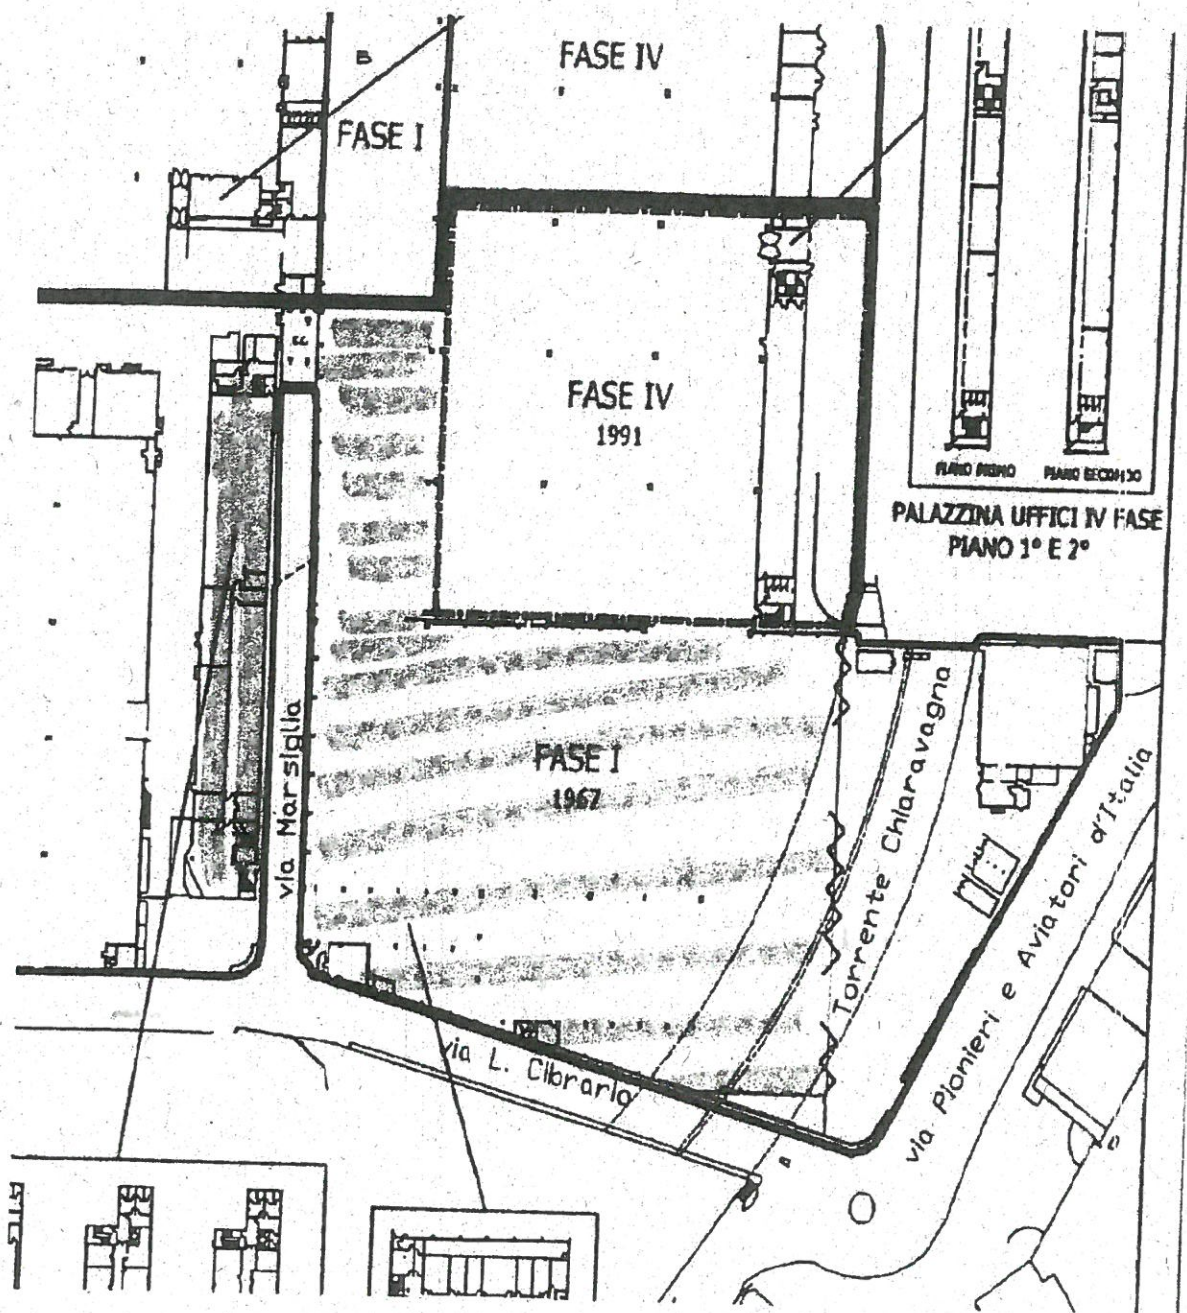 B
FASE IV
FASE I
FASE IV
1991
PIANO PRIMO
PIANO SECONDO
PALAZZINA UFFICI IV FASE
PIANO 1° E 2°
via Marsiglia
FASE I
1967
Torrente Chiaravagna
via Pionieri e Aviatori d'Italia
via L. Cibrario
B